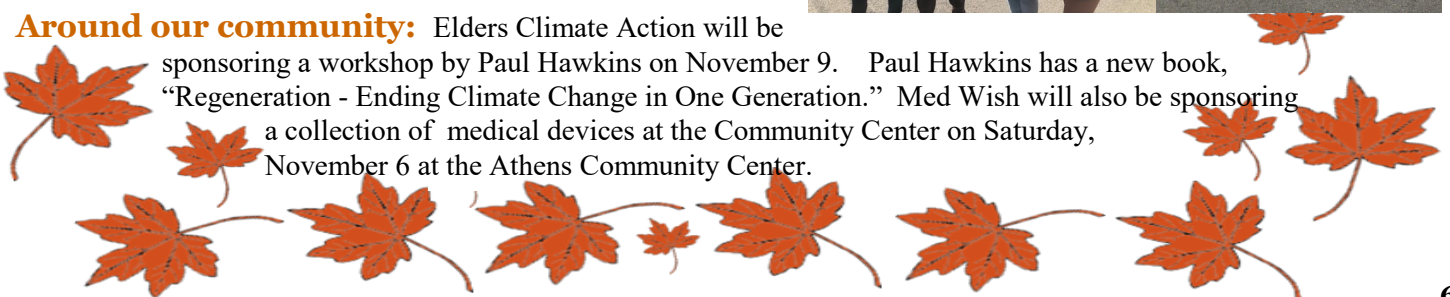 Around our community: Elders Climate Action will be
sponsoring a workshop by Paul Hawkins on November 9. Paul Hawkins has a new book,
“Regeneration - Ending Climate Change in One Generation.” Med Wish will also be sponsoring
a collection of medical devices at the Community Center on Saturday,
November 6 at the Athens Community Center.